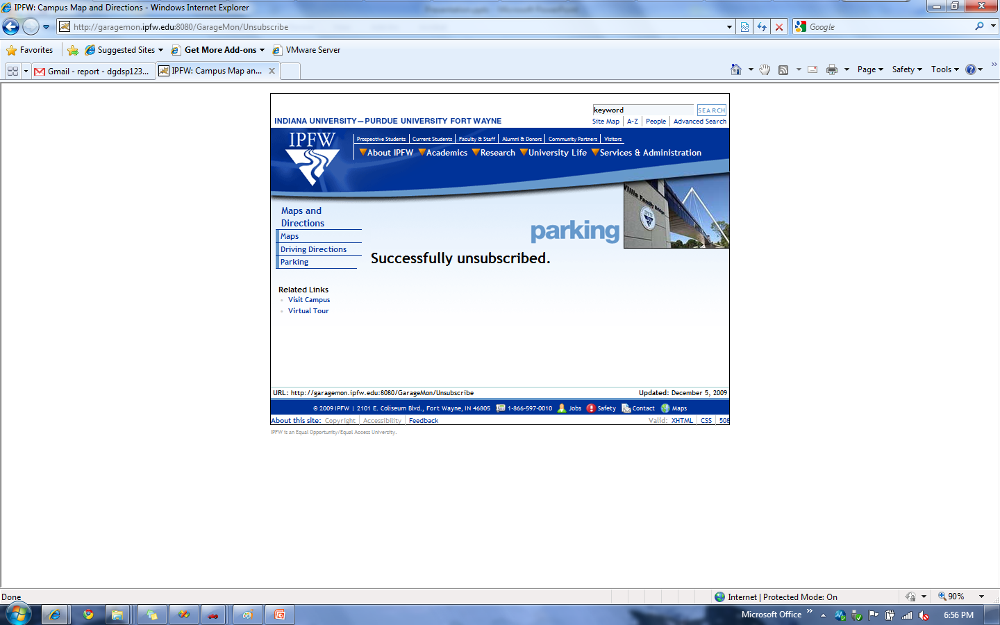 IPFW: Campus Map and Directions - Windows Internet Explorer
http://garagemon.ipfw.edu:8080/GarageMon/Unsubscribe
Google
Favorites
Suggested Sites
Get More Add-ons
VMware Server
Gmail - report - dgdsp123...
IPFW: Campus Map an...
Page
Safety
Tools
keyword
SEARCH
INDIANA UNIVERSITY—PURDUE UNIVERSITY FORT WAYNE
Site Map
A-Z
People
Advanced Search
IPFW
Prospective Students
Current Students
Faculty & Staff
Alumni & Donors
Community Partners
Visitors
About IPFW
Academics
Research
University Life
Services & Administration
Willis Family Bridge
IPFW
Maps and
Directions
Maps
Driving Directions
Parking
parking
Successfully unsubscribed.
Related Links
Visit Campus
Virtual Tour
URL: http://garagemon.ipfw.edu:8080/GarageMon/Unsubscribe
Updated: December 5, 2009
© 2009 IPFW | 2101 E. Coliseum Blvd., Fort Wayne, IN 46805
1-866-597-0010
Jobs
Safety
Contact
Maps
About this site:
Copyright
Accessibility
Feedback
Valid:
XHTML
CSS
508
IPFW is an Equal Opportunity/Equal Access University.
Done
Internet | Protected Mode: On
90%
Microsoft Office
6:56 PM